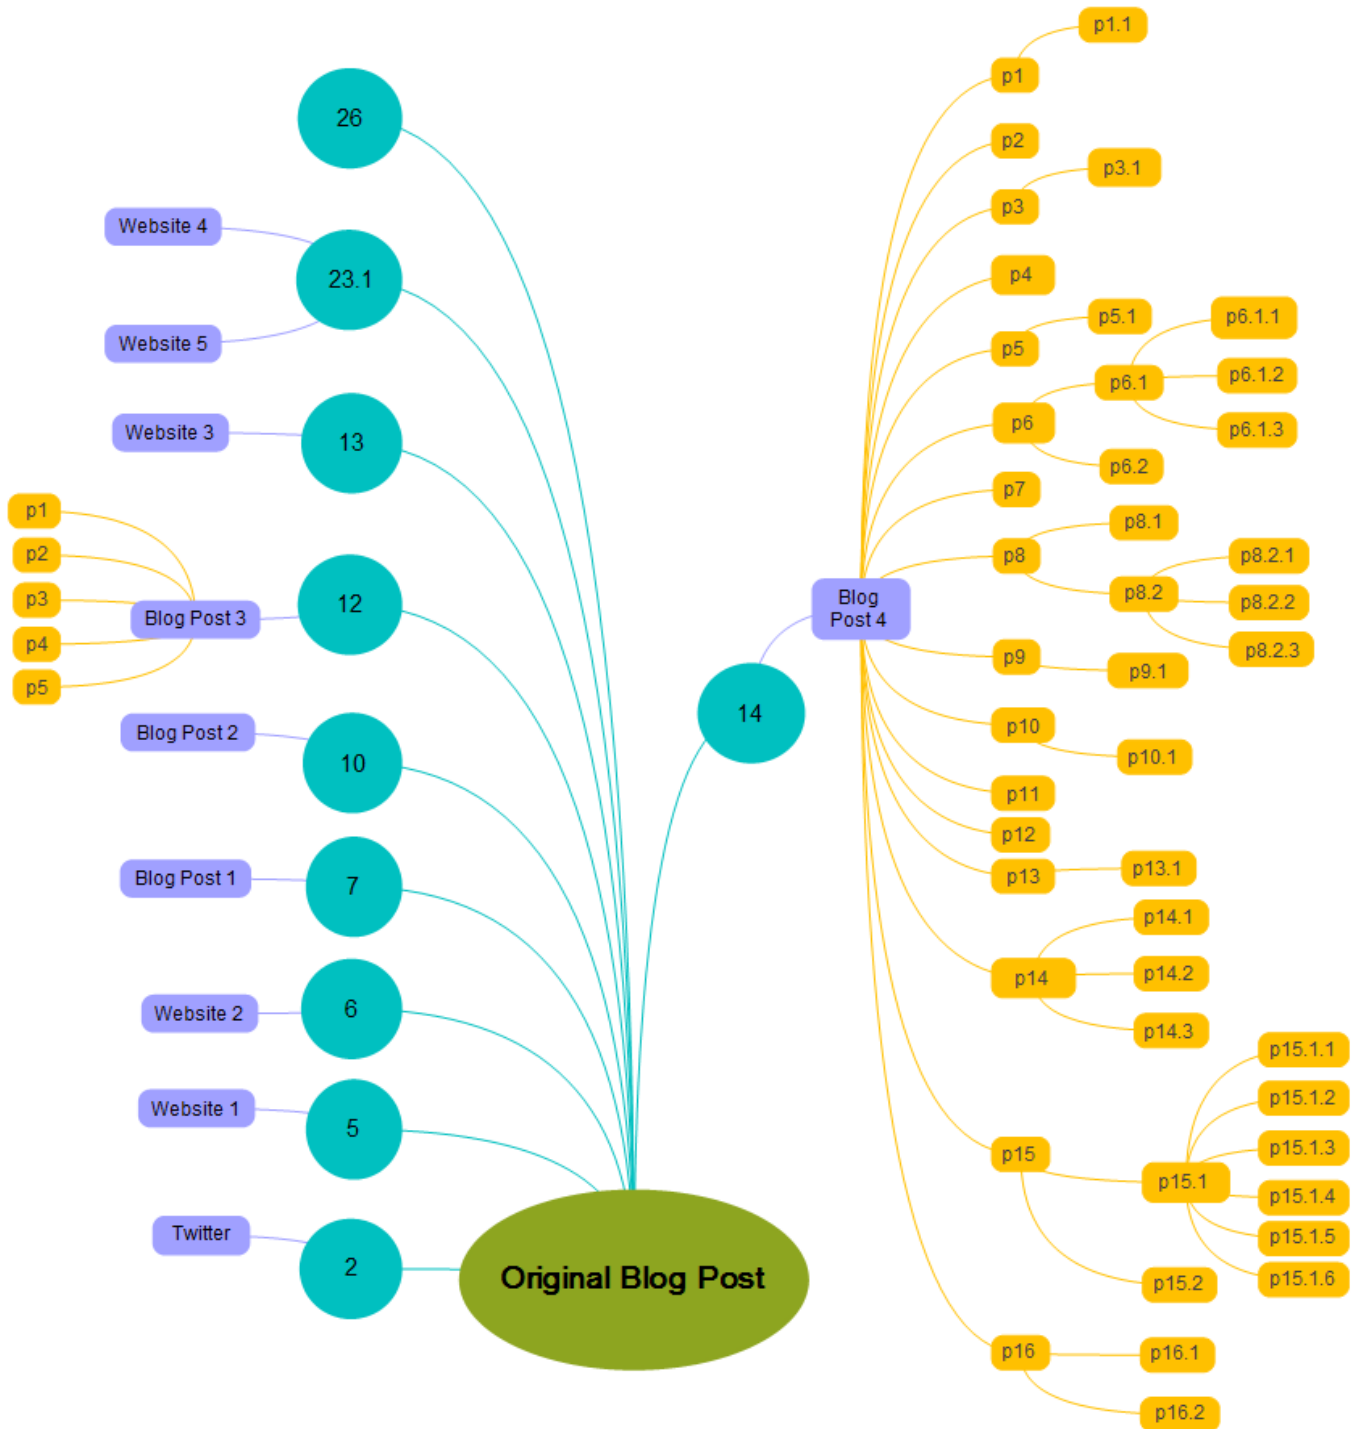 26
Website 4
23.1
Website 5
Website 3
13
p1
p2
p3
p4
p5
Blog Post 3
12
Blog Post 2
10
Blog Post 1
7
Website 2
6
Website 1
5
Twitter
2
Original Blog Post
14
Blog
Post 4
p1
p1.1
p2
p3
p3.1
p4
p5
p5.1
p6
p6.1
p6.1.1
p6.1.2
p6.1.3
p6.2
p7
p8
p8.1
p8.2
p8.2.1
p8.2.2
p8.2.3
p9
p9.1
p10
p10.1
p11
p12
p13
p13.1
p14
p14.1
p14.2
p14.3
p15
p15.1
p15.1.1
p15.1.2
p15.1.3
p15.1.4
p15.1.5
p15.1.6
p15.2
p16
p16.1
p16.2